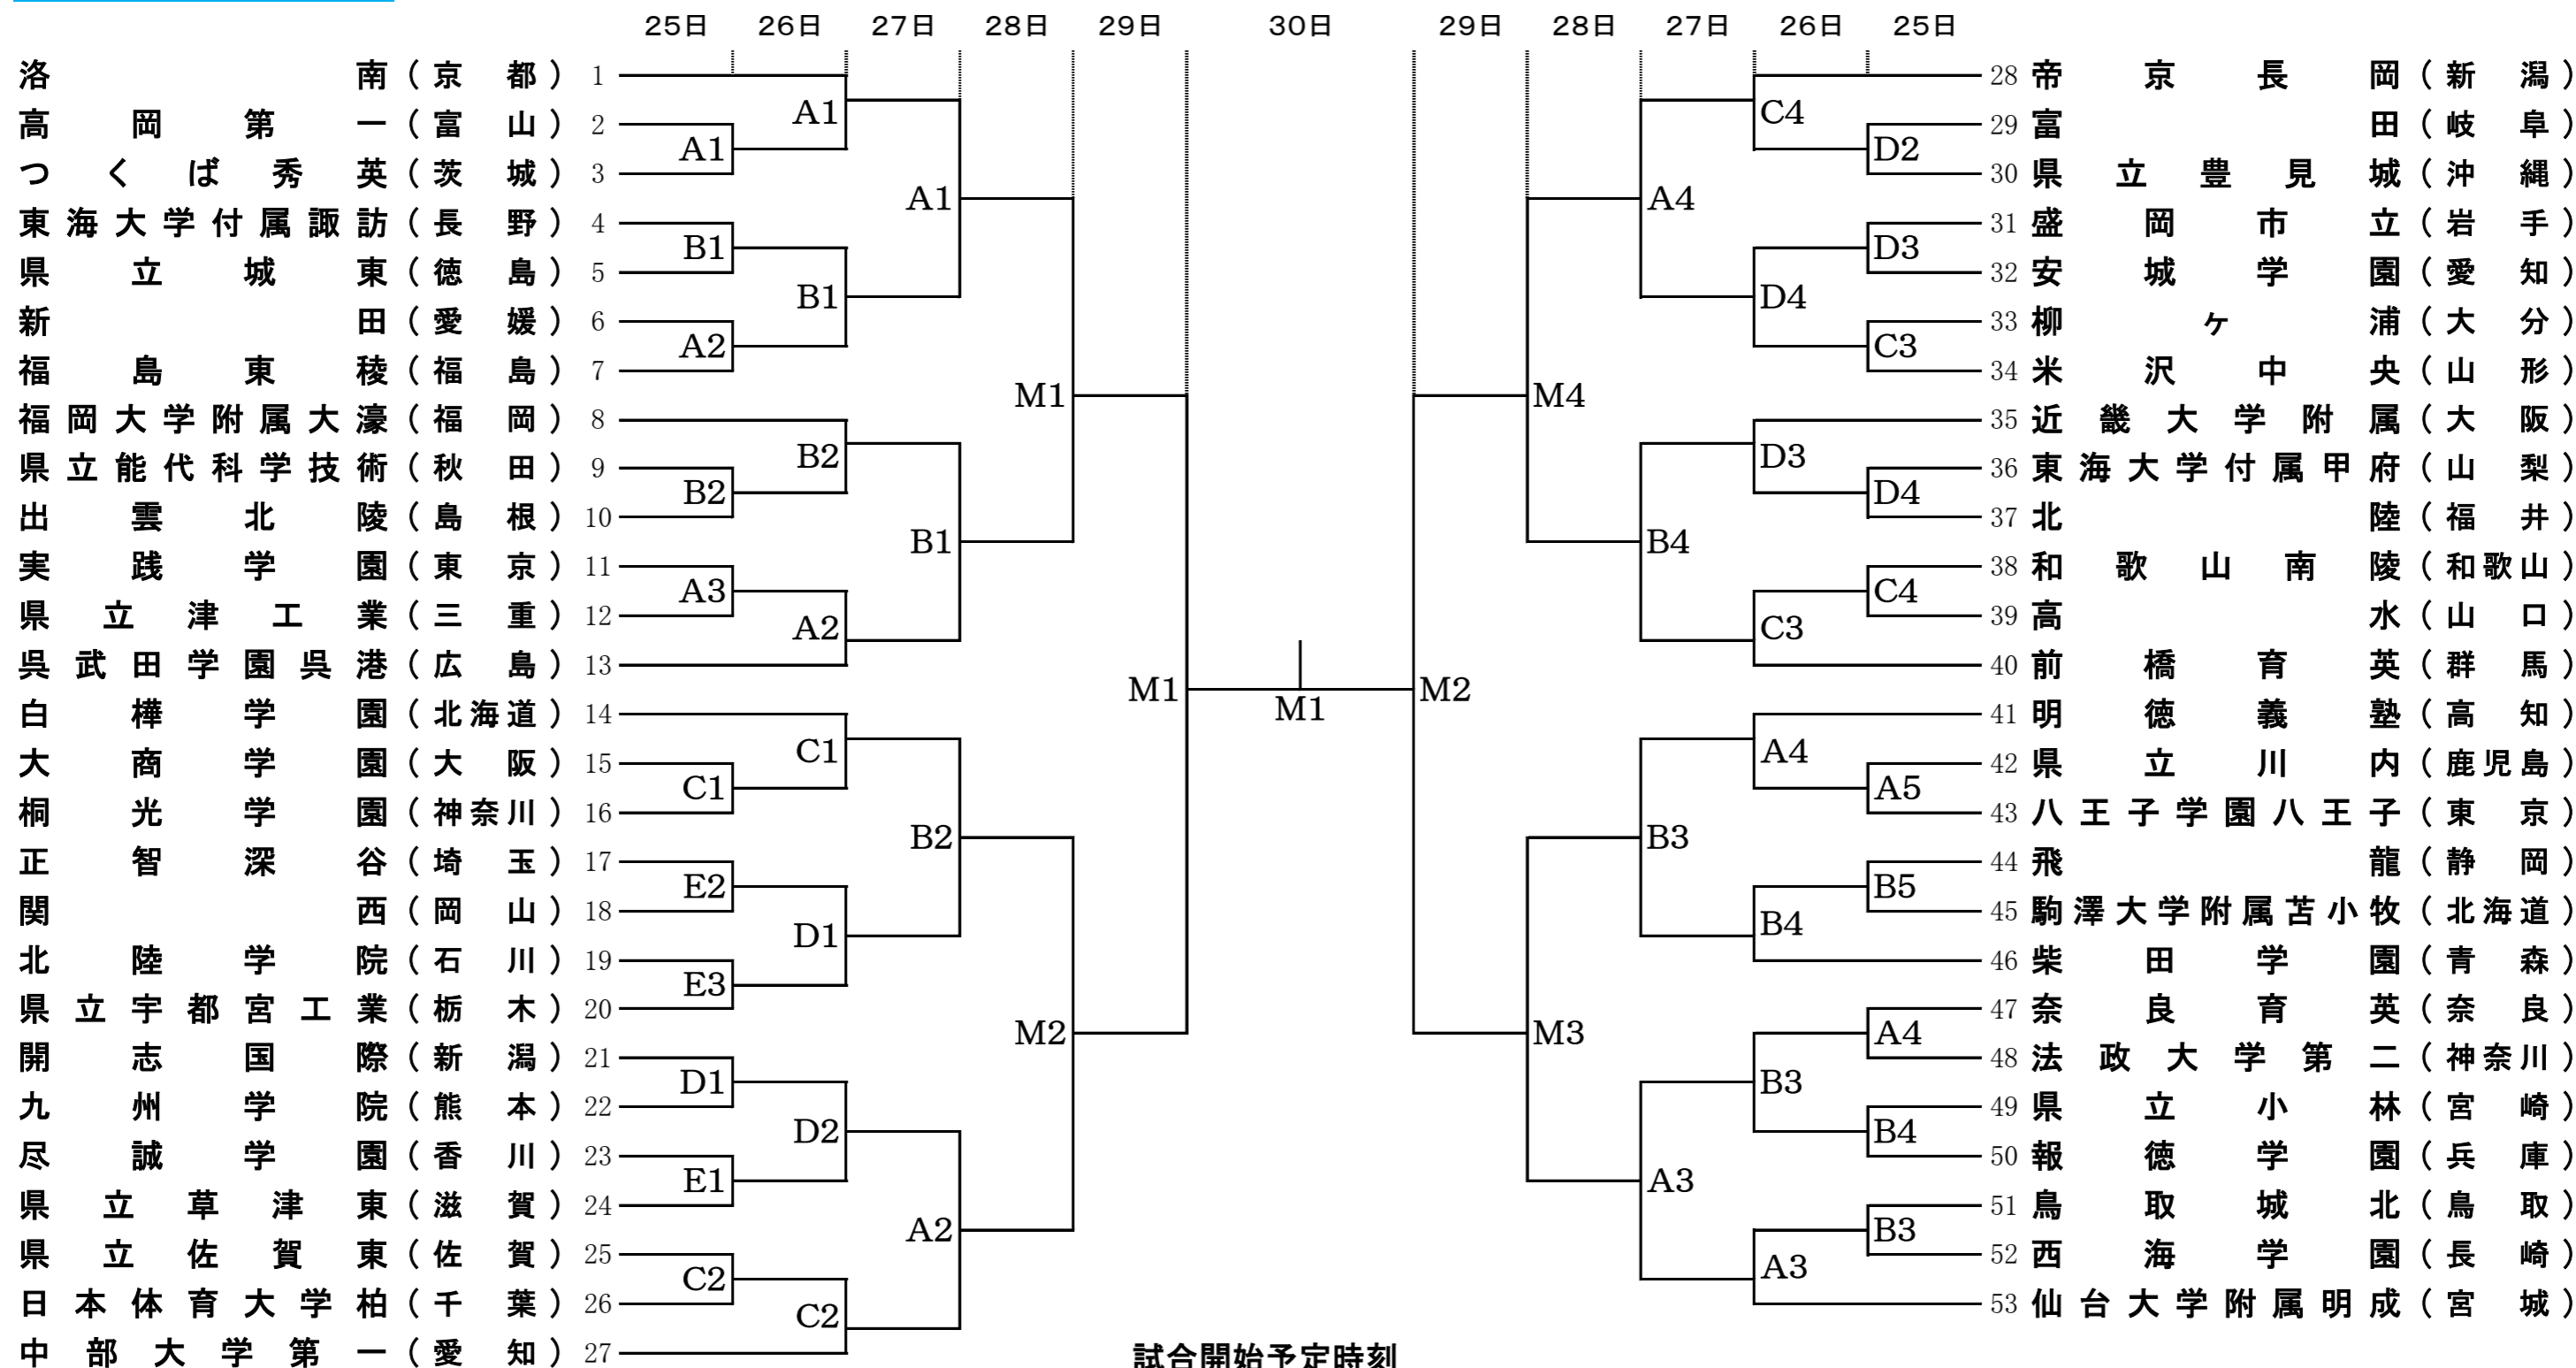 25日 26日 27日 28日 29日 30日 29日 28日 27日 26日 25日
洛南（京都）1
高岡第一（富山）2
つくば秀英（茨城）3
東海大学付属諏訪（長野）4
県立城東（徳島）5
新田（愛媛）6
福島東稜（福島）7
福岡大学附属大濠（福岡）8
県立能代科学技術（秋田）9
出雲北陵（島根）10
実践学園（東京）11
県立津工業（三重）12
呉武田学園呉港（広島）13
白樺学園（北海道）14
大商学園（大阪）15
桐光学園（神奈川）16
正智深谷（埼玉）17
関西（岡山）18
北陸学院（石川）19
県立宇都宮工業（栃木）20
開志国際（新潟）21
九州学院（熊本）22
尽誠学園（香川）23
県立草津東（滋賀）24
県立佐賀東（佐賀）25
日本体育大学柏（千葉）26
中部大学第一（愛知）27
A1
B1
A2
B2
A3
C1
E2
E3
D1
E1
C2
A1
B1
B2
A2
C1
D1
D2
C2
A1
B1
B2
A2
M1
M2
M1
M1
M2
M4
M3
A4
B4
B3
A3
C4
D4
D3
C3
A4
B4
B3
A3
D2
D3
C3
D4
C4
A5
B5
A4
B4
B3
28 帝京長岡（新潟）
29 富田（岐阜）
30 県立豊見城（沖縄）
31 盛岡市立（岩手）
32 安城学園（愛知）
33 柳ヶ浦（大分）
34 米沢中央（山形）
35 近畿大学附属（大阪）
36 東海大学付属甲府（山梨）
37 北陸（福井）
38 和歌山南陵（和歌山）
39 高水（山口）
40 前橋育英（群馬）
41 明徳義塾（高知）
42 県立川内（鹿児島）
43 八王子学園八王子（東京）
44 飛龍（静岡）
45 駒澤大学附属苫小牧（北海道）
46 柴田学園（青森）
47 奈良育英（奈良）
48 法政大学第二（神奈川）
49 県立小林（宮崎）
50 報徳学園（兵庫）
51 鳥取城北（鳥取）
52 西海学園（長崎）
53 仙台大学附属明成（宮城）
試合開始予定時刻